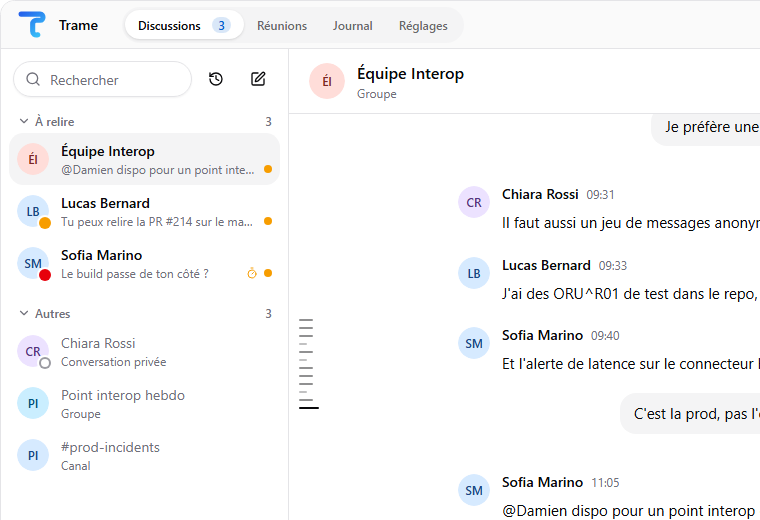 Trame
Discussions 3
Réunions
Journal
Réglages
Rechercher
À relire 3
ÉI
Équipe Interop
@Damien dispo pour un point inte...
LB
Lucas Bernard
Tu peux relire la PR #214 sur le ma...
SM
Sofia Marino
Le build passe de ton côté ?
Autres 3
CR
Chiara Rossi
Conversation privée
PI
Point interop hebdo
Groupe
PI
#prod-incidents
Canal
ÉI
Équipe Interop
Groupe
Je préfère une
CR
Chiara Rossi 09:31
Il faut aussi un jeu de messages
LB
Lucas Bernard 09:33
J'ai des ORU^R01 de test dans le repo,
SM
Sofia Marino 09:40
Et l'alerte de latence sur le connecteur
C'est la prod, pas
SM
Sofia Marino 11:05
@Damien dispo pour un point interop